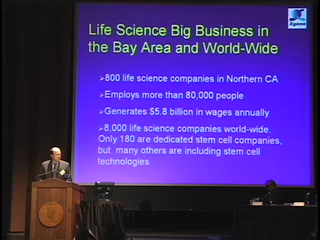 Life Science Big Business in
the Bay Area and World-Wide
➢800 life science companies in Northern CA
➢Employs more than 80,000 people
➢Generates $5.8 billion in wages annually
➢8,000 life science companies world-wide.
Only 180 are dedicated stem cell companies,
but many others are including stem cell
technologies